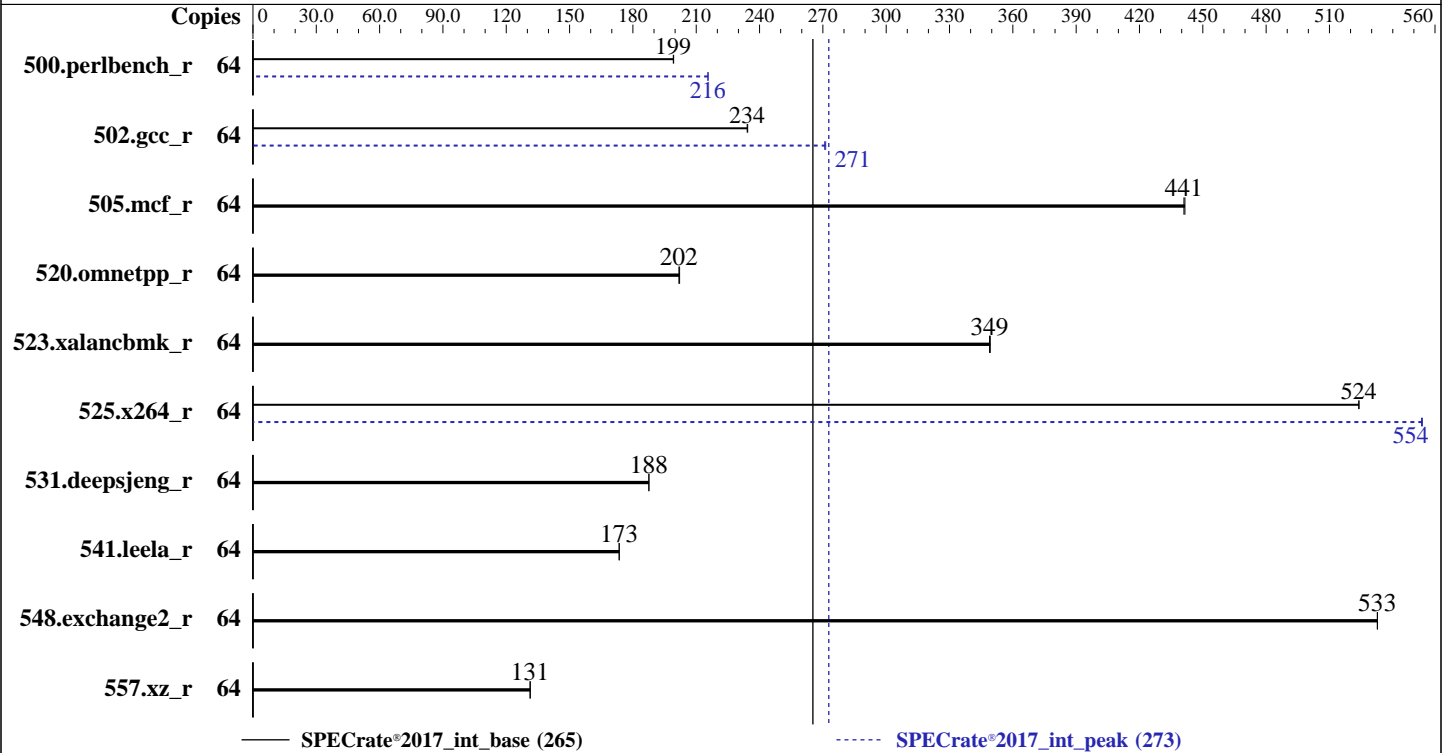 Copies 0 30.0 60.0 90.0 120 150 180 210 240 270 300 330 360 390 420 450 480 510 560
199
500.perlbench_r 64
216
234
502.gcc_r 64
271
441
505.mcf_r 64
202
520.omnetpp_r 64
349
523.xalancbmk_r 64
524
525.x264_r 64
554
188
531.deepsjeng_r 64
173
541.leela_r 64
533
548.exchange2_r 64
131
557.xz_r 64
SPECrate®2017_int_base (265) SPECrate®2017_int_peak (273)